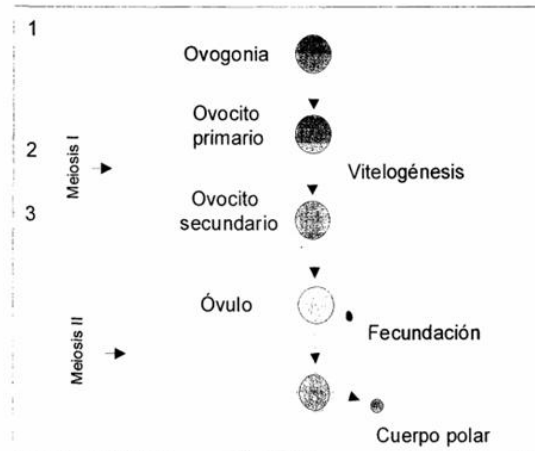 1
Ovogonia
Ovocito
primario
2
Meiosis I
Vitelogénesis
3
Ovocito
secundario
Óvulo
Fecundación
Meiosis II
Cuerpo polar